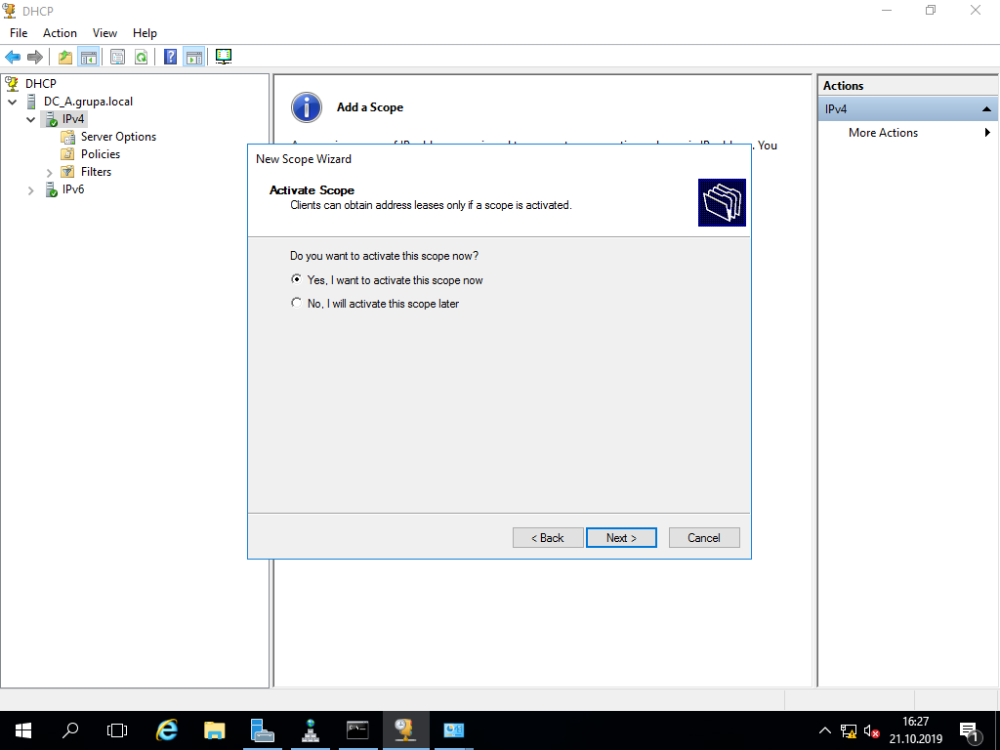 DHCP
File Action View Help
DHCP
DC_A.grupa.local
IPv4
Server Options
Policies
Filters
IPv6
Add a Scope
You
New Scope Wizard
Activate Scope
Clients can obtain address leases only if a scope is activated.
Do you want to activate this scope now?
Yes, I want to activate this scope now
No, I will activate this scope later
< Back
Next >
Cancel
Actions
IPv4
More Actions
16:27
21.10.2019
1